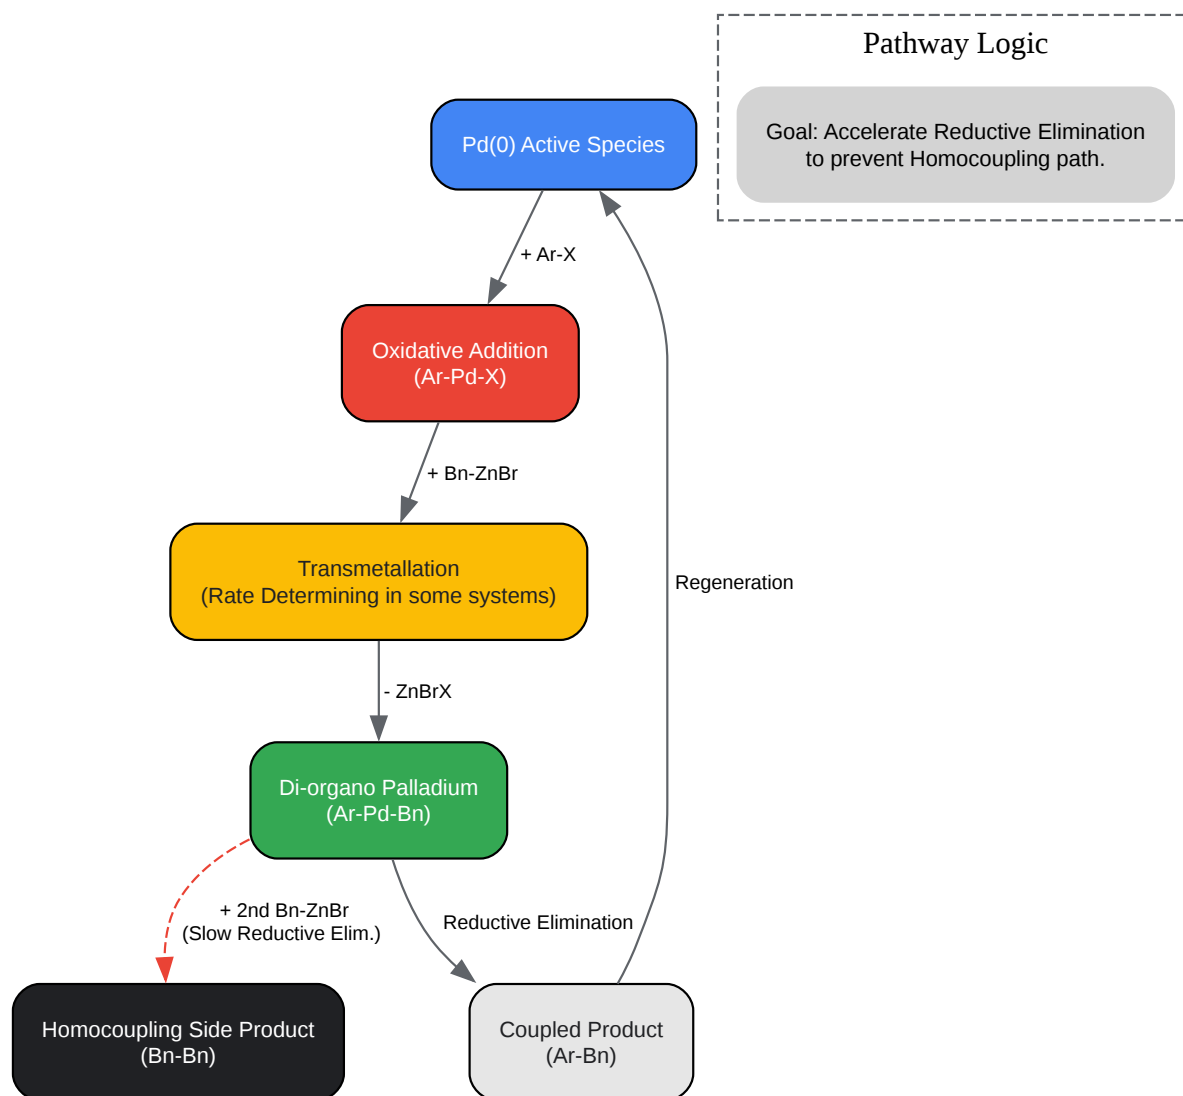 Pathway Logic
Goal: Accelerate Reductive Elimination
to prevent Homocoupling path.
Pd(0) Active Species
+ Ar-X
Oxidative Addition
(Ar-Pd-X)
+ Bn-ZnBr
Transmetallation
(Rate Determining in some systems)
Regeneration
- ZnBrX
Di-organo Palladium
(Ar-Pd-Bn)
+ 2nd Bn-ZnBr
(Slow Reductive Elim.)
Reductive Elimination
Homocoupling Side Product
(Bn-Bn)
Coupled Product
(Ar-Bn)